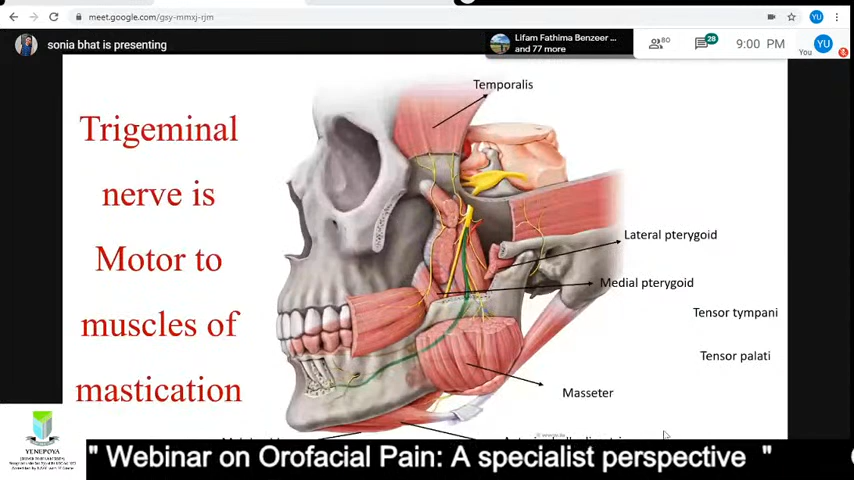 meet.google.com/gsy-mmxj-rjm
YU
sonia bhat is presenting
Lifam Fathima Benzeer ...
and 77 more
80
28
9:00 PM
You
YU
Temporalis
Trigeminal
nerve is
Motor to
muscles of
mastication
Lateral pterygoid
Medial pterygoid
Tensor tympani
Tensor palati
Masseter
YENEPOYA
" Webinar on Orofacial Pain: A specialist perspective "